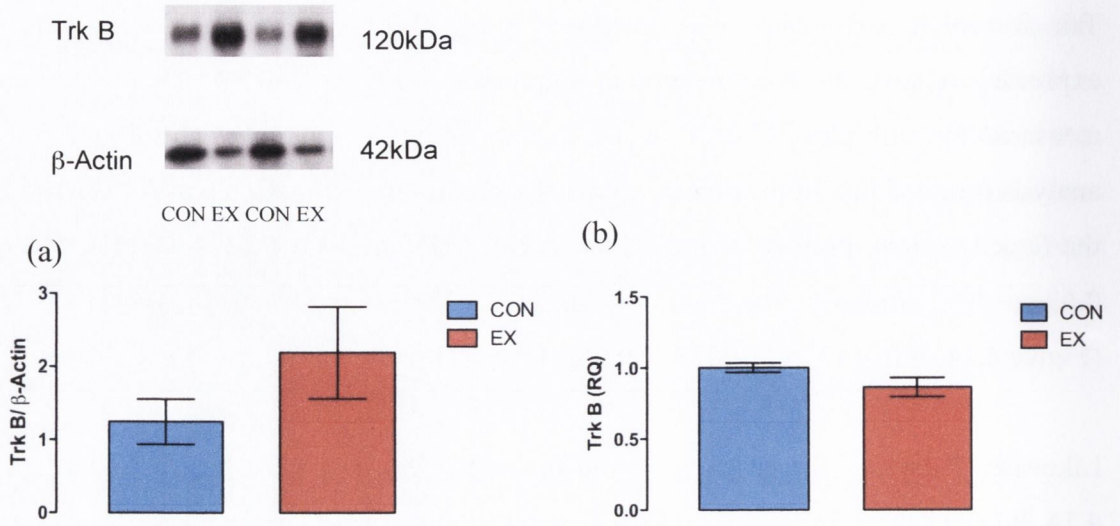 Trk B
120kDa
β-Actin
42kDa
CON EX CON EX
(a)
Trk B/ β-Actin
3
2
1
0
CON
EX
(b)
Trk B (RQ)
1.5
1.0
0.5
0.0
CON
EX